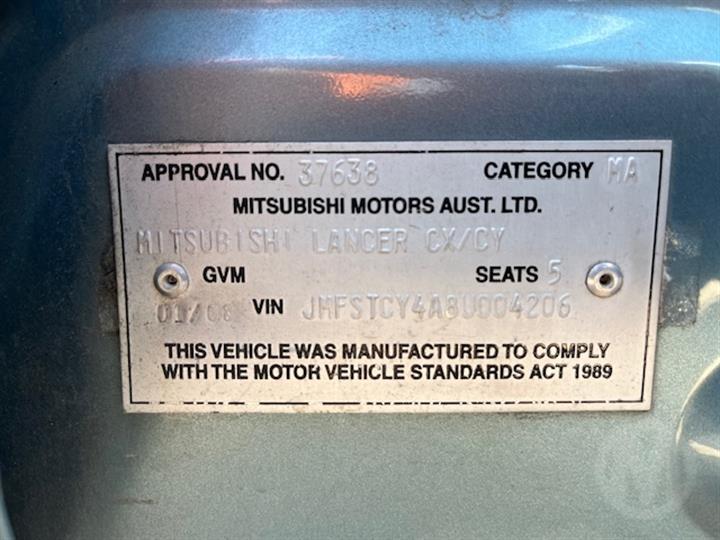 APPROVAL NO. 37638 CATEGORY MA
MITSUBISHI MOTORS AUST. LTD.
MITSUBISHI LANCER CX/CY
GVM SEATS 5
01/08 VIN JMFSTCY4A8U004206
THIS VEHICLE WAS MANUFACTURED TO COMPLY
WITH THE MOTOR VEHICLE STANDARDS ACT 1989